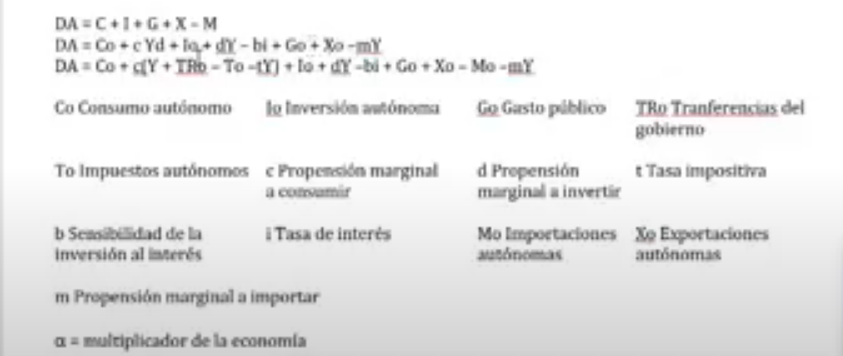 DA = C + I + G + X – M
DA = Co + c Yd + Io + dY – bi + Go + Xo –mY
DA = Co + c(Y + TRo – To –tY) + Io + dY –bi + Go + Xo – Mo –mY
Co Consumo autónomo Io Inversión autónoma Go Gasto público TRo Tranferencias del
gobierno
To Impuestos autónomos c Propensión marginal d Propensión t Tasa impositiva
a consumir marginal a invertir
b Sensibilidad de la i Tasa de interés Mo Importaciones Xo Exportaciones
inversión al interés autónomas autónomas
m Propensión marginal a importar
α = multiplicador de la economía